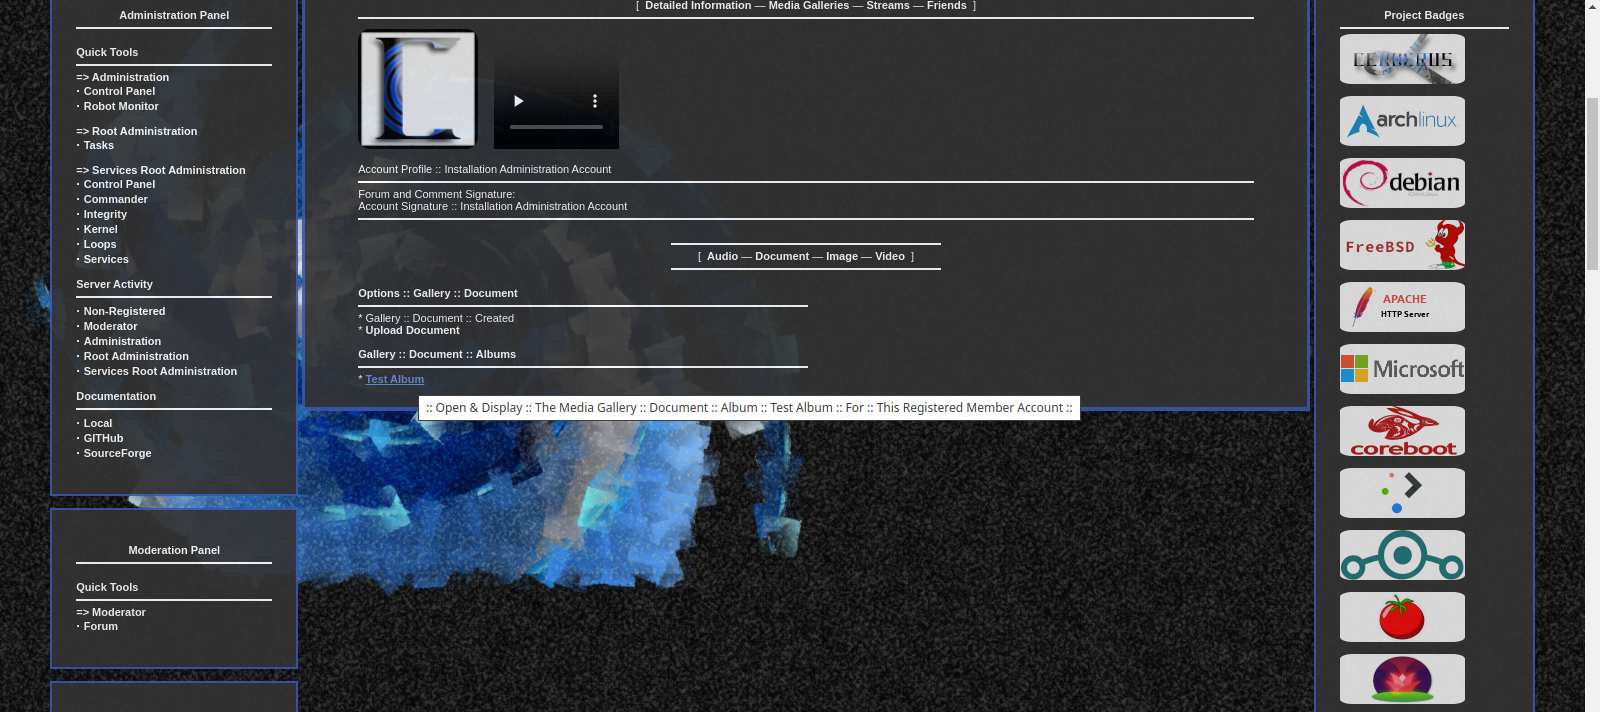 Administration Panel
Quick Tools
=> Administration
· Control Panel
· Robot Monitor
=> Root Administration
· Tasks
=> Services Root Administration
· Control Panel
· Commander
· Integrity
· Kernel
· Loops
· Services
Server Activity
· Non-Registered
· Moderator
· Administration
· Root Administration
· Services Root Administration
Documentation
· Local
· GITHub
· SourceForge
Moderation Panel
Quick Tools
=> Moderator
· Forum
[ Detailed Information — Media Galleries — Streams — Friends ]
Account Profile :: Installation Administration Account
Forum and Comment Signature:
Account Signature :: Installation Administration Account
[ Audio — Document — Image — Video ]
Options :: Gallery :: Document
* Gallery :: Document :: Created
* Upload Document
Gallery :: Document :: Albums
* Test Album
:: Open & Display :: The Media Gallery :: Document :: Album :: Test Album :: For :: This Registered Member Account ::
Project Badges
CERBERUS
archlinux
debian
FreeBSD
APACHE
HTTP Server
Microsoft
coreboot